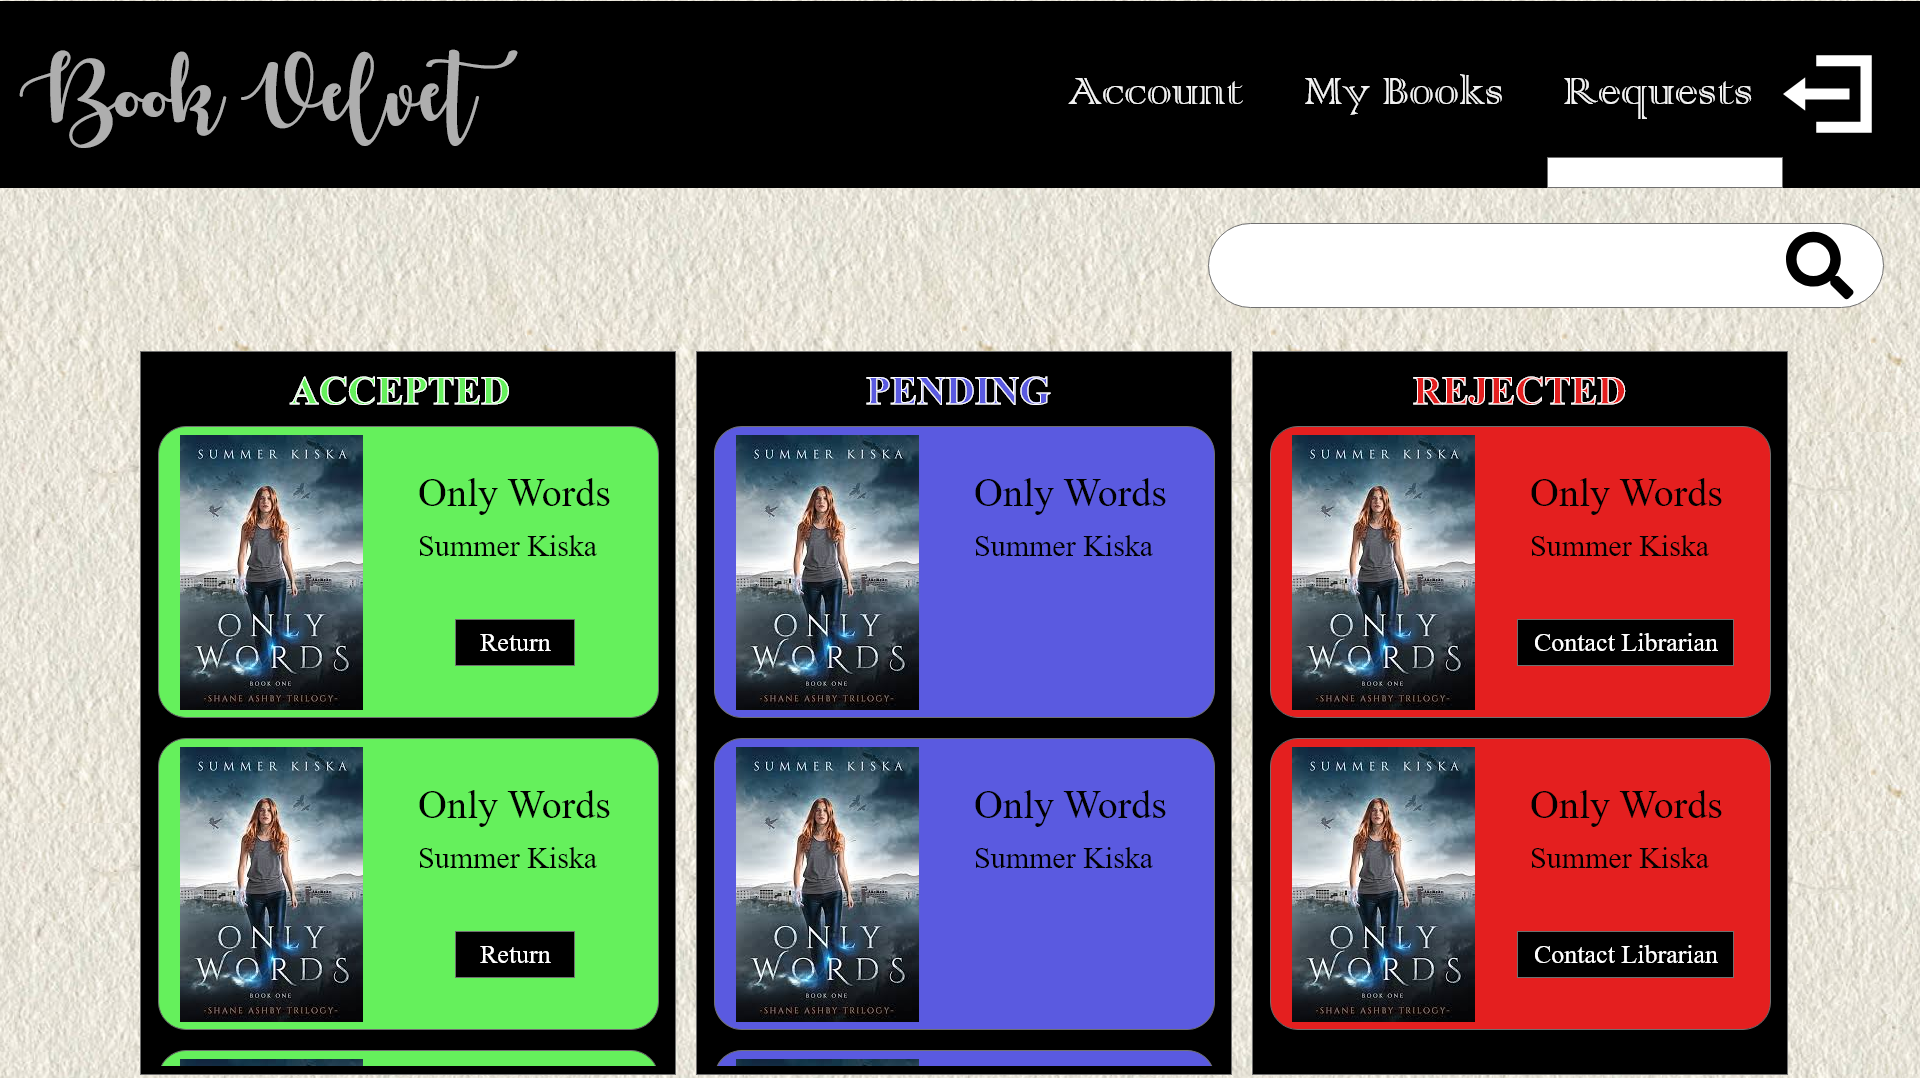 Book Velvet
Account
My Books
Requests
ACCEPTED
SUMMER KISKA
ONLY
WORDS
BOOK ONE
-SHANE ASHBY TRILOGY-
Only Words
Summer Kiska
Return
SUMMER KISKA
ONLY
WORDS
BOOK ONE
-SHANE ASHBY TRILOGY-
Only Words
Summer Kiska
Return
PENDING
SUMMER KISKA
ONLY
WORDS
BOOK ONE
-SHANE ASHBY TRILOGY-
Only Words
Summer Kiska
SUMMER KISKA
ONLY
WORDS
BOOK ONE
-SHANE ASHBY TRILOGY-
Only Words
Summer Kiska
REJECTED
SUMMER KISKA
ONLY
WORDS
BOOK ONE
-SHANE ASHBY TRILOGY-
Only Words
Summer Kiska
Contact Librarian
SUMMER KISKA
ONLY
WORDS
BOOK ONE
-SHANE ASHBY TRILOGY-
Only Words
Summer Kiska
Contact Librarian